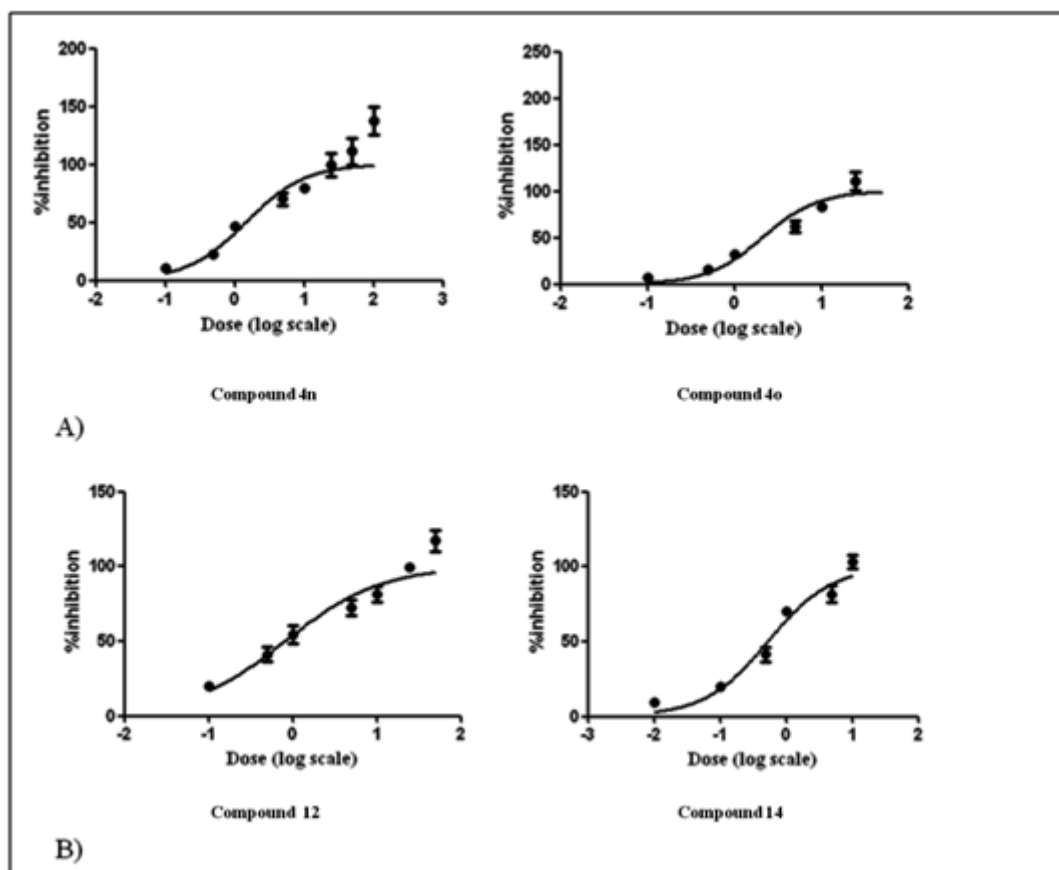 200
150
100
50
0
%inhibition
-2 -1 0 1 2 3
Dose (log scale)
Compound 4n
250
200
150
100
50
0
%inhibition
-2 -1 0 1 2
Dose (log scale)
Compound 4o
A)
150
100
50
0
%inhibition
-2 -1 0 1 2
Dose (log scale)
Compound 12
150
100
50
0
%inhibition
-3 -2 -1 0 1 2
Dose (log scale)
Compound 14
B)